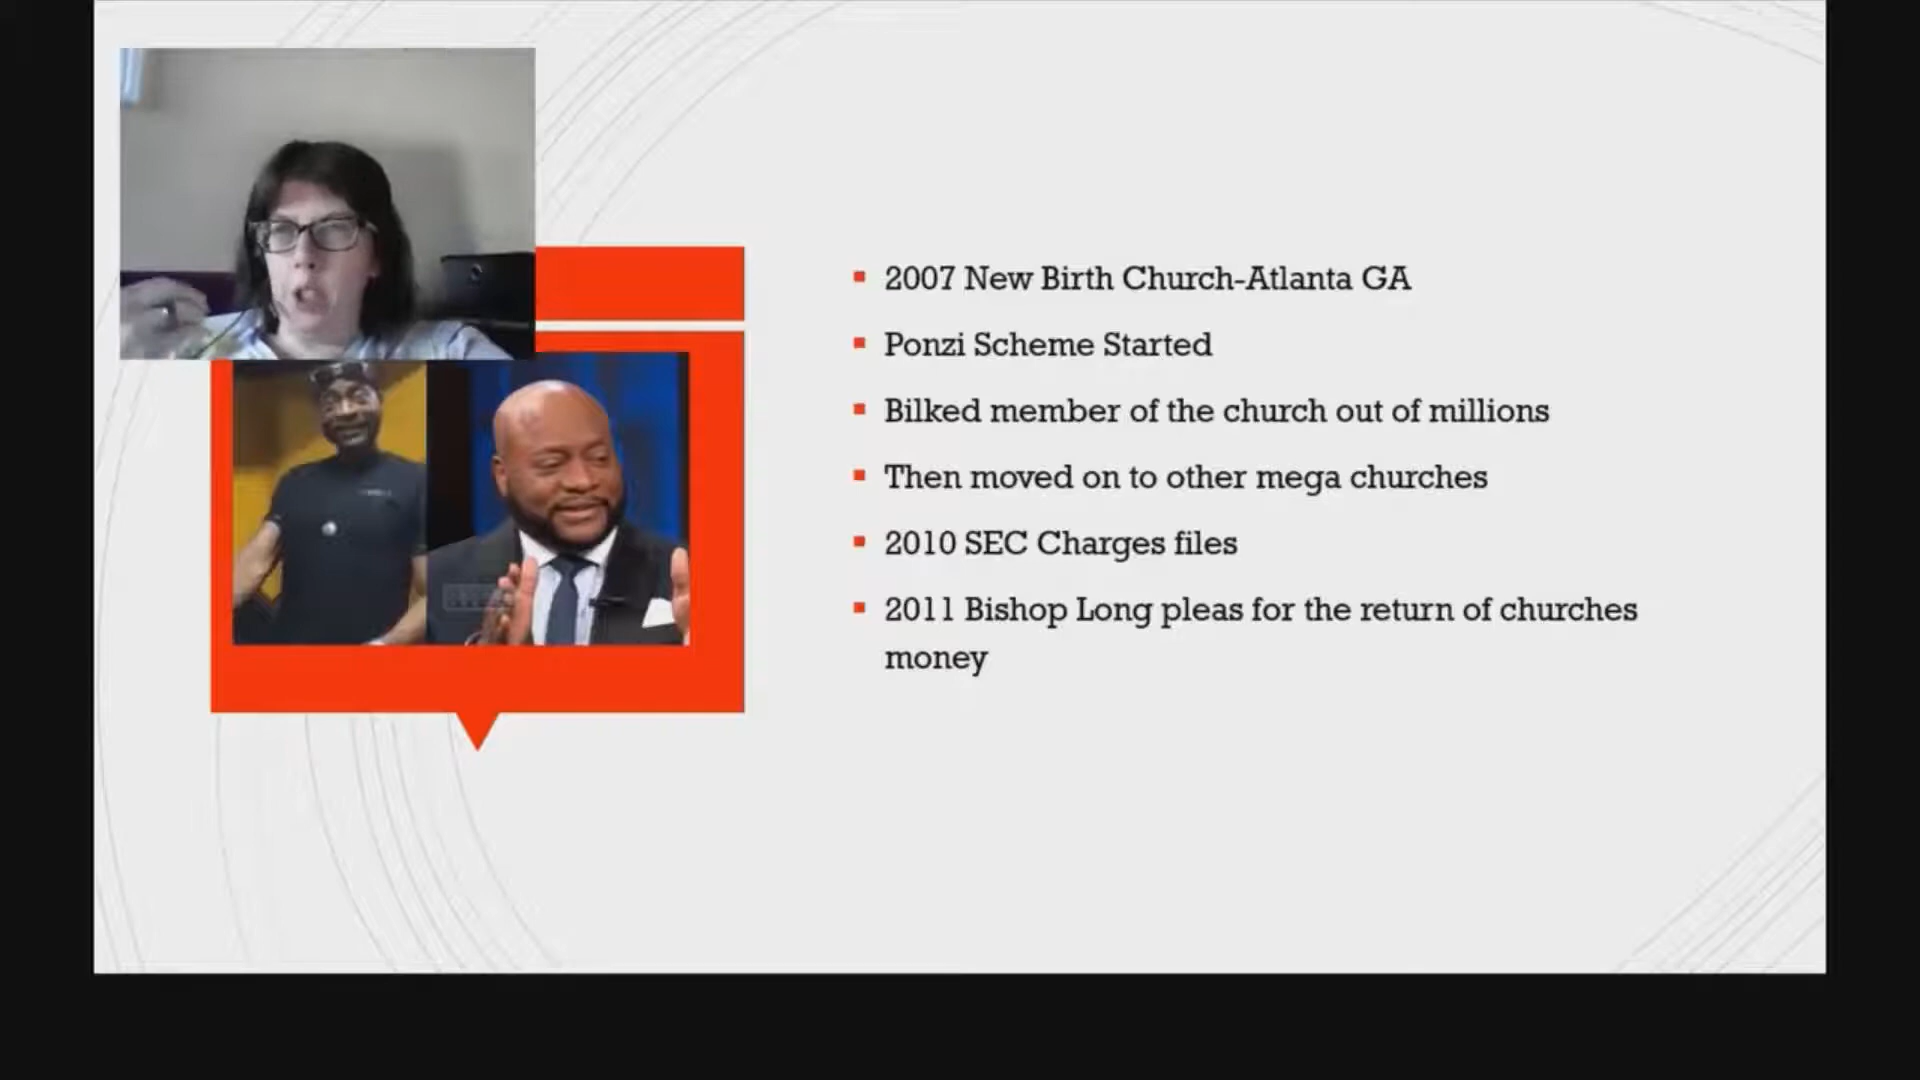 2007 New Birth Church-Atlanta GA
Ponzi Scheme Started
Bilked member of the church out of millions
Then moved on to other mega churches
2010 SEC Charges files
2011 Bishop Long pleas for the return of churches
money